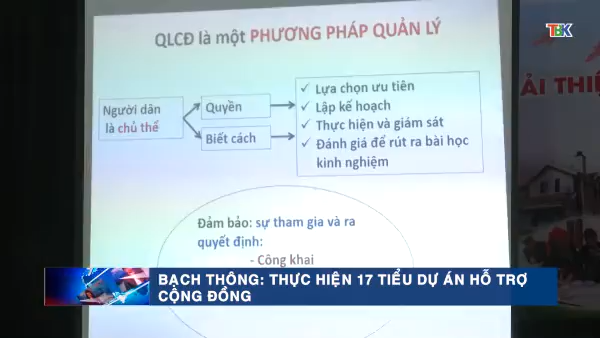 TBK
QLCĐ là một PHƯƠNG PHÁP QUẢN LÝ
ẢI THIỆ
Người dân
là chủ thể
Quyền
Biết cách
✓ Lựa chọn ưu tiên
✓ Lập kế hoạch
✓ Thực hiện và giám sát
✓ Đánh giá để rút ra bài học
kinh nghiệm
Đảm bảo: sự tham gia và ra
quyết định:
- Công khai
BẠCH THÔNG: THỰC HIỆN 17 TIỂU DỰ ÁN HỖ TRỢ
CỘNG ĐỒNG